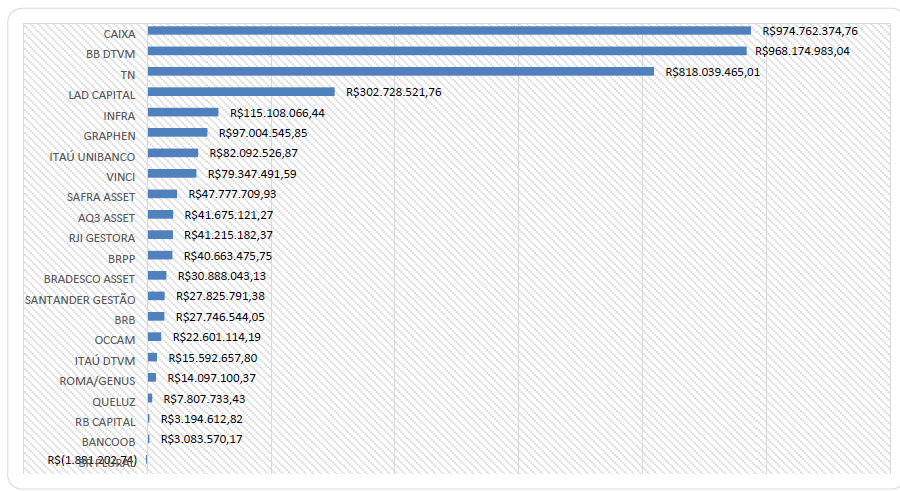 CAIXA R$974.762.374,76
BB DTVM R$968.174.983,04
TN R$818.039.465,01
LAD CAPITAL R$302.728.521,76
INFRA R$115.108.066,44
GRAPHEN R$97.004.545,85
ITAÚ UNIBANCO R$82.092.526,87
VINCI R$79.347.491,59
SAFRA ASSET R$47.777.709,93
AQ3 ASSET R$41.675.121,27
RJI GESTORA R$41.215.182,37
BRPP R$40.663.475,75
BRADESCO ASSET R$30.888.043,13
SANTANDER GESTÃO R$27.825.791,38
BRB R$27.746.544,05
OCCAM R$22.601.114,19
ITAÚ DTVM R$15.592.657,80
ROMA/GENUS R$14.097.100,37
QUELUZ R$7.807.733,43
RB CAPITAL R$3.194.612,82
BANCOOB R$3.083.570,17
BR PLURAL R$(1.881.202,74)